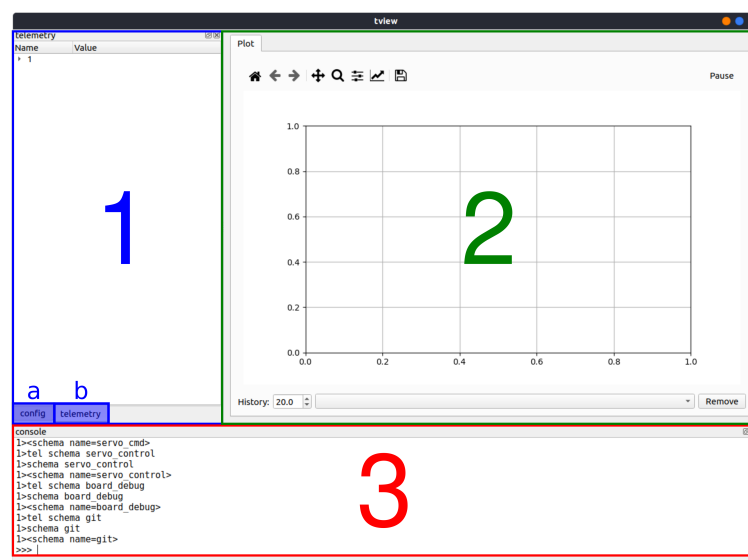 tview
telemetry
Name Value
1
1
a b
config telemetry
Plot
Pause
1.0
0.8
0.6
0.4
0.2
0.0
0.0 0.2 0.4 0.6 0.8 1.0
2
History: 20.0 Remove
console
1><schema name=servo_cmd>
1>tel schema servo_control
1>schema servo_control
1><schema name=servo_control>
1>tel schema board_debug
1>schema board_debug
1><schema name=board_debug>
1>tel schema git
1>schema git
1><schema name=git>
>>>
3